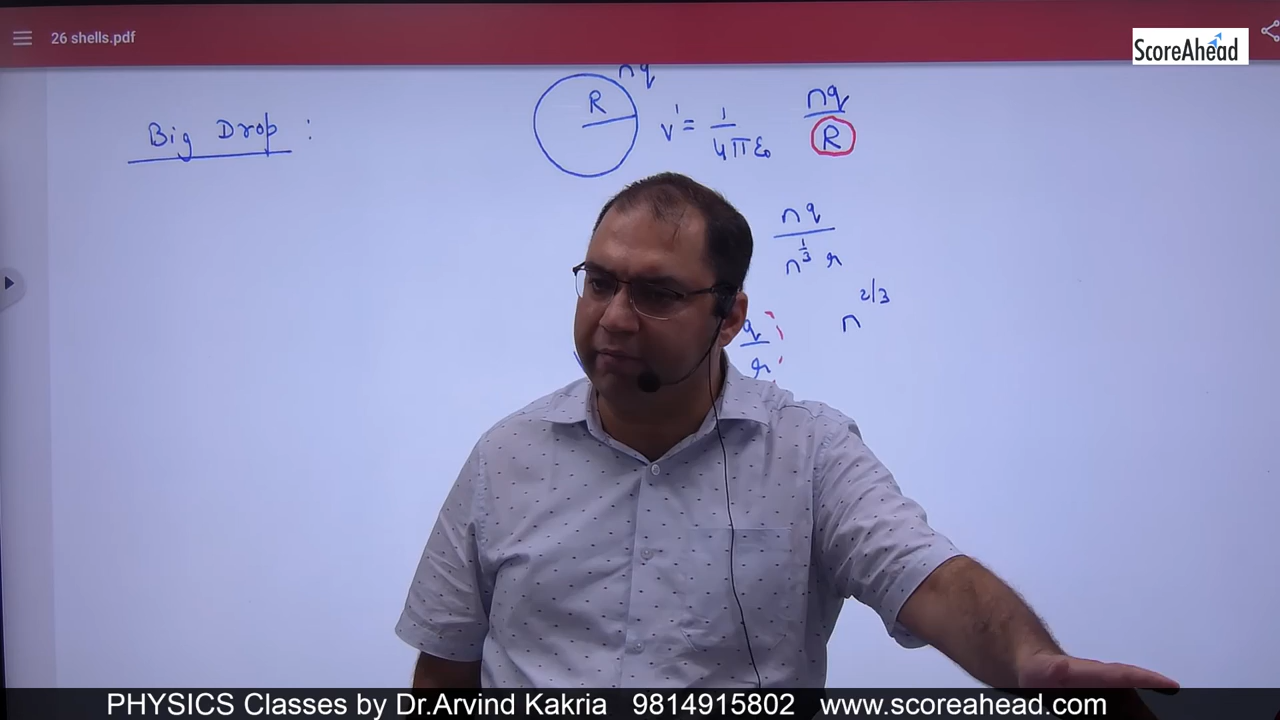 26 shells.pdf
ScoreAhead
Big Drop :
R
nq
V' = 1/4πε₀ nq/R
nq/n^1/3 r
q/r n^2/3
PHYSICS Classes by Dr.Arvind Kakria 9814915802 www.scoreahead.com